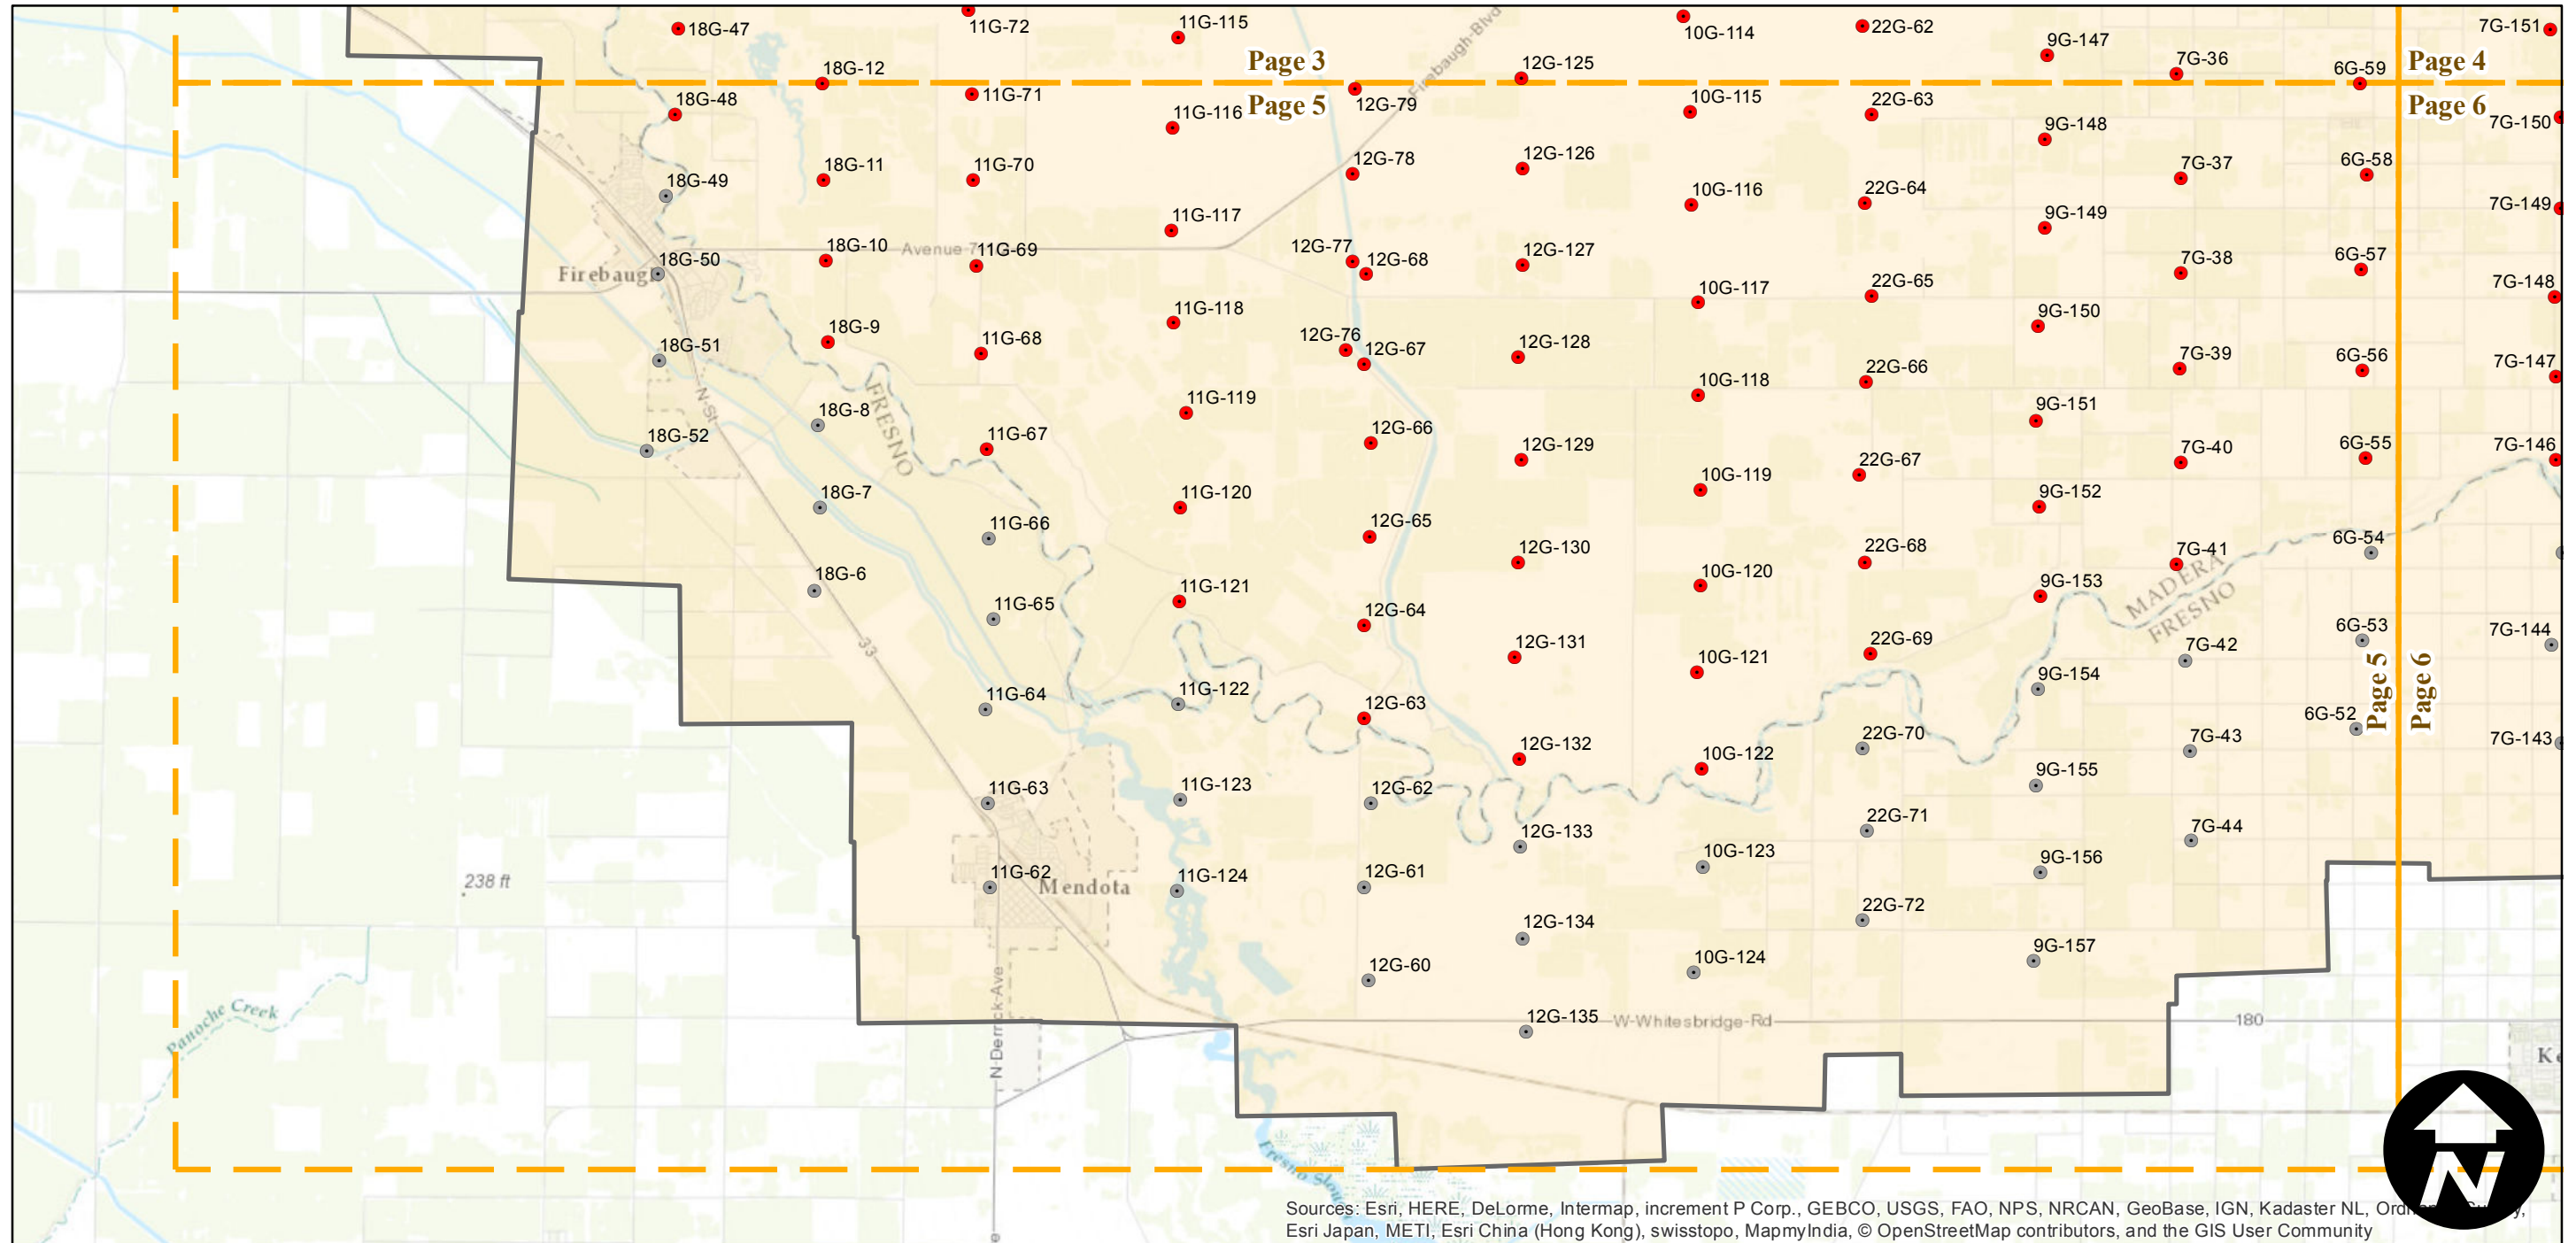 18G-47
11G-72
11G-115
10G-114
22G-62
9G-147
7G-151
Page 3
Page 4
18G-12
12G-125
7G-36
6G-59
Firebaugh-Blvd
18G-48
11G-71
11G-116
Page 5
12G-79
10G-115
22G-63
9G-148
Page 6
7G-150
18G-49
18G-11
11G-70
12G-78
12G-126
10G-116
22G-64
7G-37
6G-58
11G-117
9G-149
7G-149
Firebaugh
18G-50
18G-10
Avenue 7
11G-69
12G-77
12G-68
12G-127
22G-65
7G-38
6G-57
7G-148
18G-51
18G-9
11G-68
11G-118
12G-76
12G-67
12G-128
10G-117
9G-150
22G-66
7G-39
6G-56
7G-147
N-St
FRESNO
18G-52
18G-8
11G-67
11G-119
12G-66
12G-129
10G-118
22G-67
9G-151
7G-40
6G-55
7G-146
18G-7
11G-66
11G-120
12G-65
10G-119
9G-152
18G-6
11G-65
11G-121
12G-64
12G-130
10G-120
22G-68
9G-153
7G-41
6G-54
MADERA
FRESNO
33
11G-64
11G-122
12G-63
12G-131
10G-121
22G-69
9G-154
7G-42
6G-53
7G-144
Page 5
Page 6
11G-63
11G-123
12G-62
12G-132
10G-122
22G-70
9G-155
7G-43
6G-52
7G-143
238 ft
11G-62
Mendota
11G-124
12G-61
12G-133
10G-123
22G-71
9G-156
7G-44
12G-60
12G-134
10G-124
22G-72
9G-157
Panoche Creek
N-Derrick-Ave
12G-135
W-Whitesbridge-Rd
180
Fresno Slough
N
Sources: Esri, HERE, DeLorme, Intermap, increment P Corp., GEBCO, USGS, FAO, NPS, NRCAN, GeoBase, IGN, Kadaster NL,
Esri Japan, METI, Esri China (Hong Kong), swisstopo, MapmyIndia, © OpenStreetMap contributors, and the GIS User Community